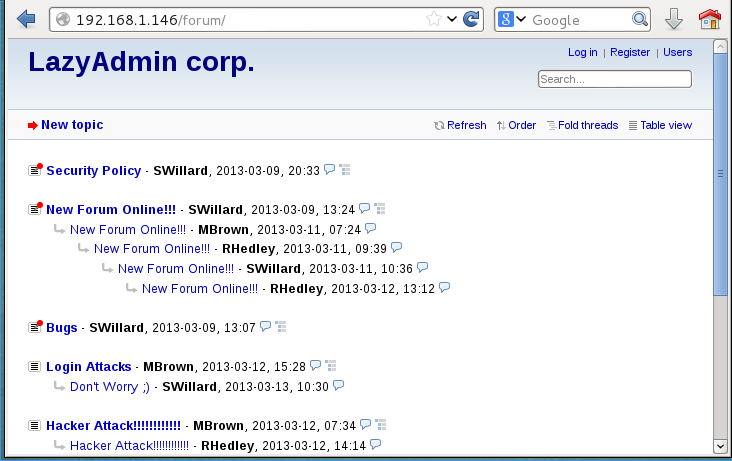 192.168.1.146/forum/
Google
LazyAdmin corp.
Log in | Register | Users
Search...
New topic
Refresh Order Fold threads Table view
Security Policy - SWillard, 2013-03-09, 20:33
New Forum Online!!! - SWillard, 2013-03-09, 13:24
New Forum Online!!! - MBrown, 2013-03-11, 07:24
New Forum Online!!! - RHedley, 2013-03-11, 09:39
New Forum Online!!! - SWillard, 2013-03-11, 10:36
New Forum Online!!! - RHedley, 2013-03-12, 13:12
Bugs - SWillard, 2013-03-09, 13:07
Login Attacks - MBrown, 2013-03-12, 15:28
Don't Worry ;) - SWillard, 2013-03-13, 10:30
Hacker Attack!!!!!!!!!!!! - MBrown, 2013-03-12, 07:34
Hacker Attack!!!!!!!!!!!! - RHedley, 2013-03-12, 14:14